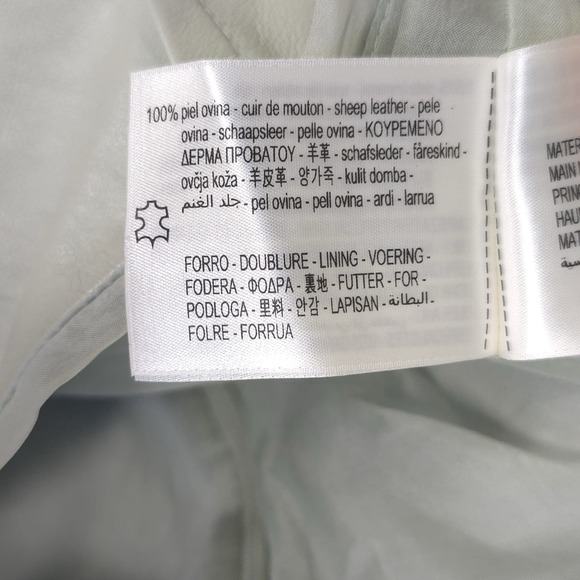 100% piel ovina - cuir de mouton - sheep leather - pele
ovina - schaapsleer - pelle ovina - ΚΟΥΡΕΜΕΝΟ
ΔΕΡΜΑ ΠΡΟΒΑΤΟΥ - 羊革 - schafsleder - fåreskind -
ovčja koža - 羊皮革 - 양가죽 - kulit domba -
جلد الغنم - pel ovina - pell ovina - ardi - larrua
FORRO - DOUBLURE - LINING - VOERING -
FODERA - ΦΟΔΡΑ - 裏地 - FUTTER - FOR -
PODLOGA - 里料 - 안감 - LAPISAN - البطانة -
FOLRE - FORRUA
MATER
MAIN
PRIN
HAU
MAT